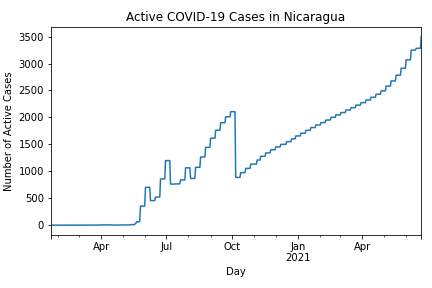 Active COVID-19 Cases in Nicaragua
Number of Active Cases
3500
3000
2500
2000
1500
1000
500
0
Apr
Jul
Oct
Jan
2021
Apr
Day